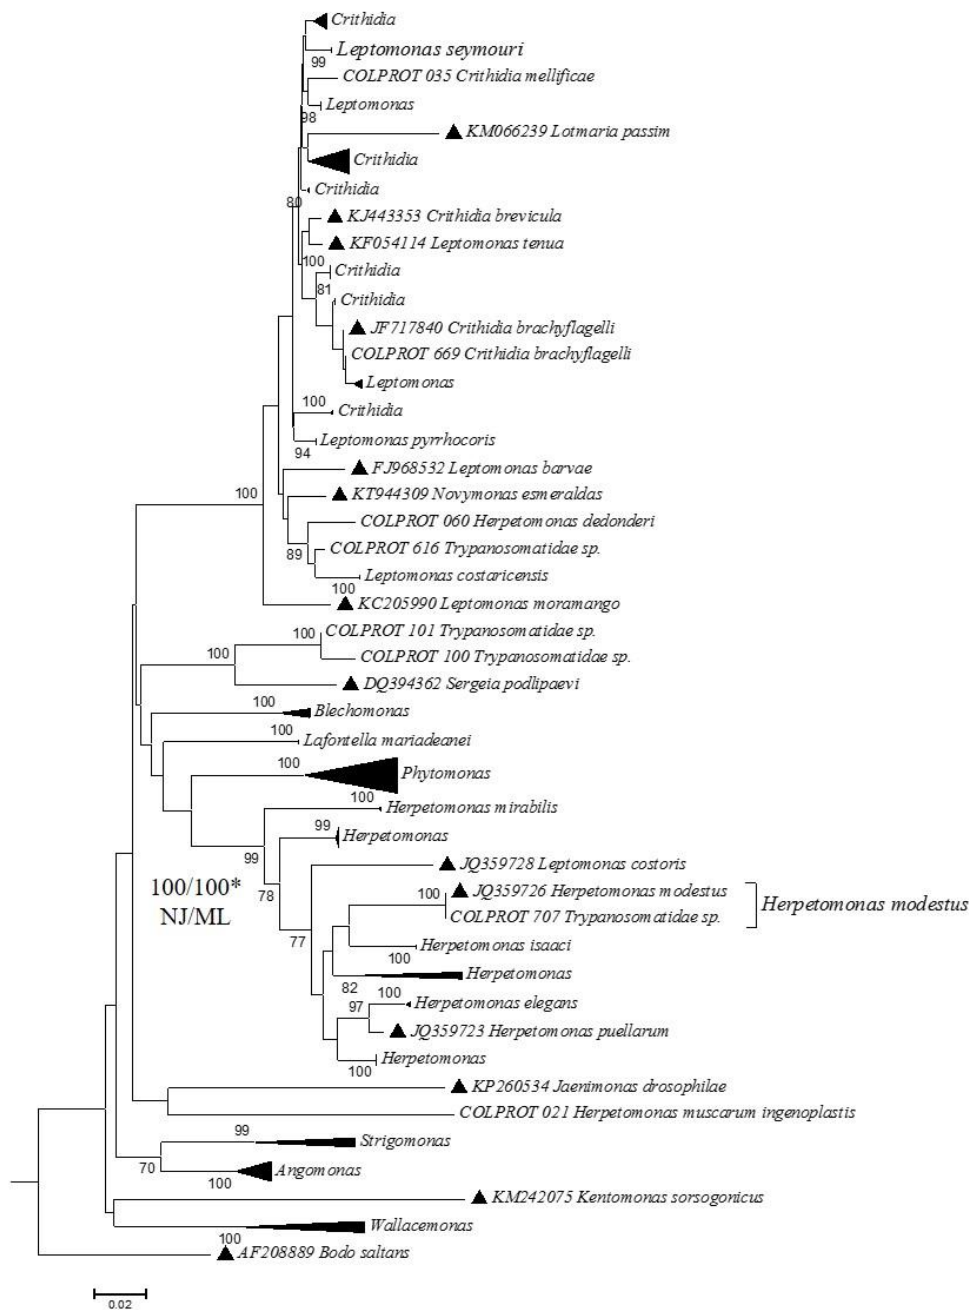 Crithidia
Leptomonas seymouri
99
COLPROT 035 Crithidia mellificae
Leptomonas
98
KM066239 Lotmaria passim
Crithidia
Crithidia
80
KJ443353 Crithidia brevicula
KF054114 Leptomonas tenua
100
Crithidia
81
Crithidia
JF717840 Crithidia brachyflagelli
COLPROT 669 Crithidia brachyflagelli
Leptomonas
100
Crithidia
Leptomonas pyrrhocoris
94
FJ968532 Leptomonas barvae
100
KT944309 Novymonas esmeraldas
COLPROT 060 Herpetomonas dedonderi
COLPROT 616 Trypanosomatidae sp.
89
Leptomonas costaricensis
100
KC205990 Leptomonas moramango
COLPROT 101 Trypanosomatidae sp.
100
100
COLPROT 100 Trypanosomatidae sp.
DQ394362 Sergeia podlipaevi
100
Blechomonas
100
Lafontella mariadeanei
100
Phytomonas
100
Herpetomonas mirabilis
99
Herpetomonas
99
JQ359728 Leptomonas costoris
100/100*
NJ/ML
78
100
JQ359726 Herpetomonas modestus
COLPROT 707 Trypanosomatidae sp.
Herpetomonas modestus
77
Herpetomonas isaaci
100
Herpetomonas
82
100
Herpetomonas elegans
97
JQ359723 Herpetomonas puellarum
Herpetomonas
100
KP260534 Jaenimonas drosophilae
COLPROT 021 Herpetomonas muscarum ingenoplastis
99
Strigomonas
70
Angomonas
100
KM242075 Kentomonas sorsogonicus
Wallacemonas
100
AF208889 Bodo saltans
0.02